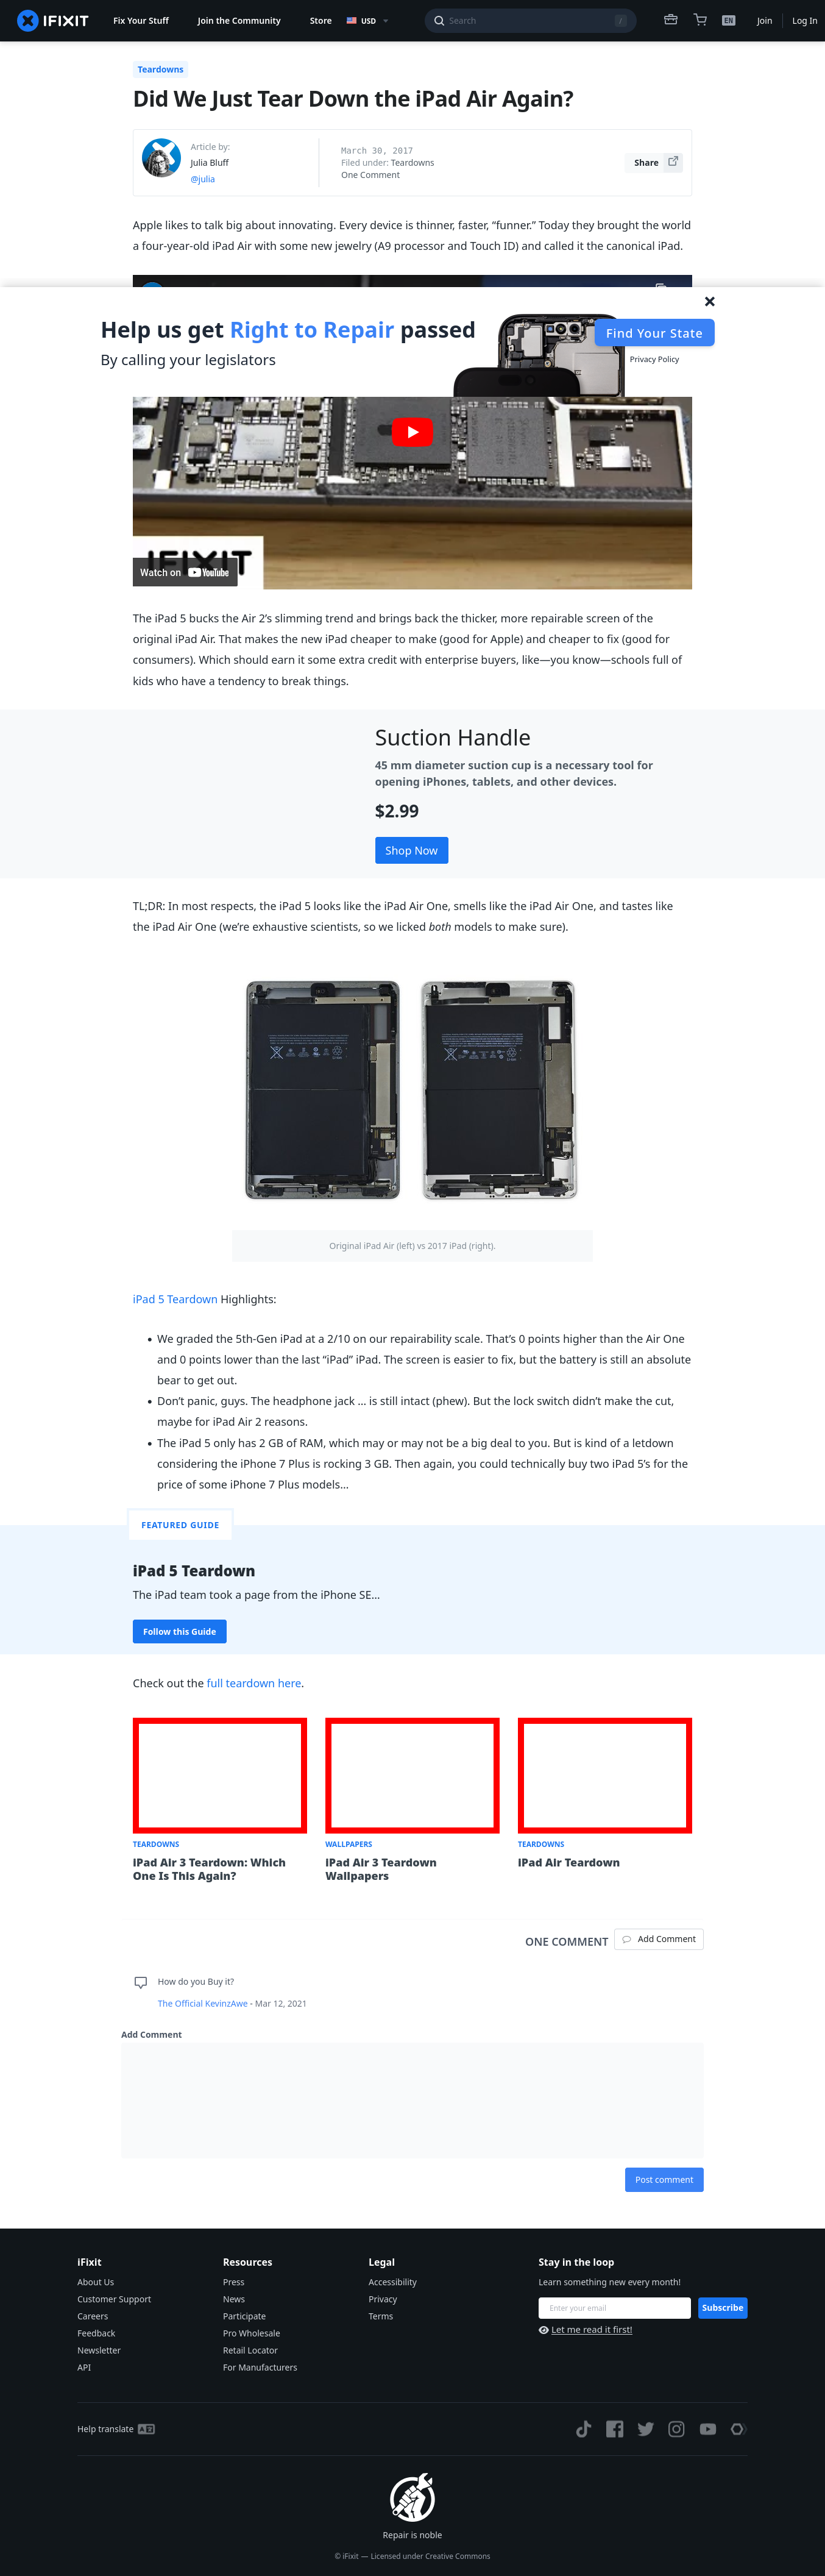 IFIXIT
Fix Your Stuff
Join the Community
Store
USD
Search
/
EN
Join
Log In
Teardowns
Did We Just Tear Down the iPad Air Again?
Article by:
Julia Bluff
@julia
March 30, 2017
Filed under: Teardowns
One Comment
Share
Apple likes to talk big about innovating. Every device is thinner, faster, “funner.” Today they brought the world
a four-year-old iPad Air with some new jewelry (A9 processor and Touch ID) and called it the canonical iPad.
Help us get Right to Repair passed
By calling your legislators
Find Your State
Privacy Policy
IFIXIT
Watch on YouTube
The iPad 5 bucks the Air 2’s slimming trend and brings back the thicker, more repairable screen of the
original iPad Air. That makes the new iPad cheaper to make (good for Apple) and cheaper to fix (good for
consumers). Which should earn it some extra credit with enterprise buyers, like—you know—schools full of
kids who have a tendency to break things.
Suction Handle
45 mm diameter suction cup is a necessary tool for
opening iPhones, tablets, and other devices.
$2.99
Shop Now
TL;DR: In most respects, the iPad 5 looks like the iPad Air One, smells like the iPad Air One, and tastes like
the iPad Air One (we’re exhaustive scientists, so we licked both models to make sure).
Original iPad Air (left) vs 2017 iPad (right).
iPad 5 Teardown Highlights:
We graded the 5th-Gen iPad at a 2/10 on our repairability scale. That’s 0 points higher than the Air One
and 0 points lower than the last “iPad” iPad. The screen is easier to fix, but the battery is still an absolute
bear to get out.
Don’t panic, guys. The headphone jack … is still intact (phew). But the lock switch didn’t make the cut,
maybe for iPad Air 2 reasons.
The iPad 5 only has 2 GB of RAM, which may or may not be a big deal to you. But is kind of a letdown
considering the iPhone 7 Plus is rocking 3 GB. Then again, you could technically buy two iPad 5’s for the
price of some iPhone 7 Plus models…
FEATURED GUIDE
iPad 5 Teardown
The iPad team took a page from the iPhone SE...
Follow this Guide
Check out the full teardown here.
TEARDOWNS
iPad Air 3 Teardown: Which
One Is This Again?
WALLPAPERS
iPad Air 3 Teardown
Wallpapers
TEARDOWNS
iPad Air Teardown
ONE COMMENT
Add Comment
How do you Buy it?
The Official KevinzAwe - Mar 12, 2021
Add Comment
Post comment
iFixit
About Us
Customer Support
Careers
Feedback
Newsletter
API
Resources
Press
News
Participate
Pro Wholesale
Retail Locator
For Manufacturers
Legal
Accessibility
Privacy
Terms
Stay in the loop
Learn something new every month!
Enter your email
Subscribe
Let me read it first!
Help translate
Repair is noble
© iFixit — Licensed under Creative Commons